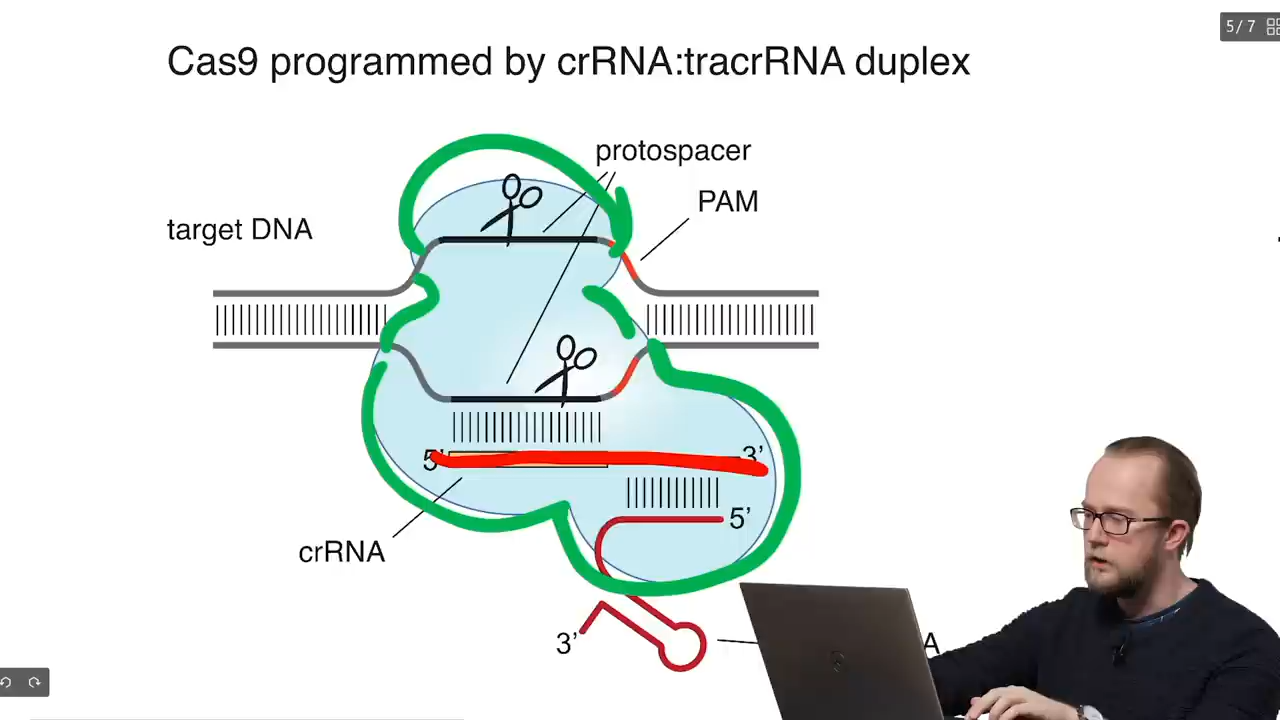 5/7
Cas9 programmed by crRNA:tracrRNA duplex
protospacer
PAM
target DNA
5’
3’
5’
crRNA
3’
A